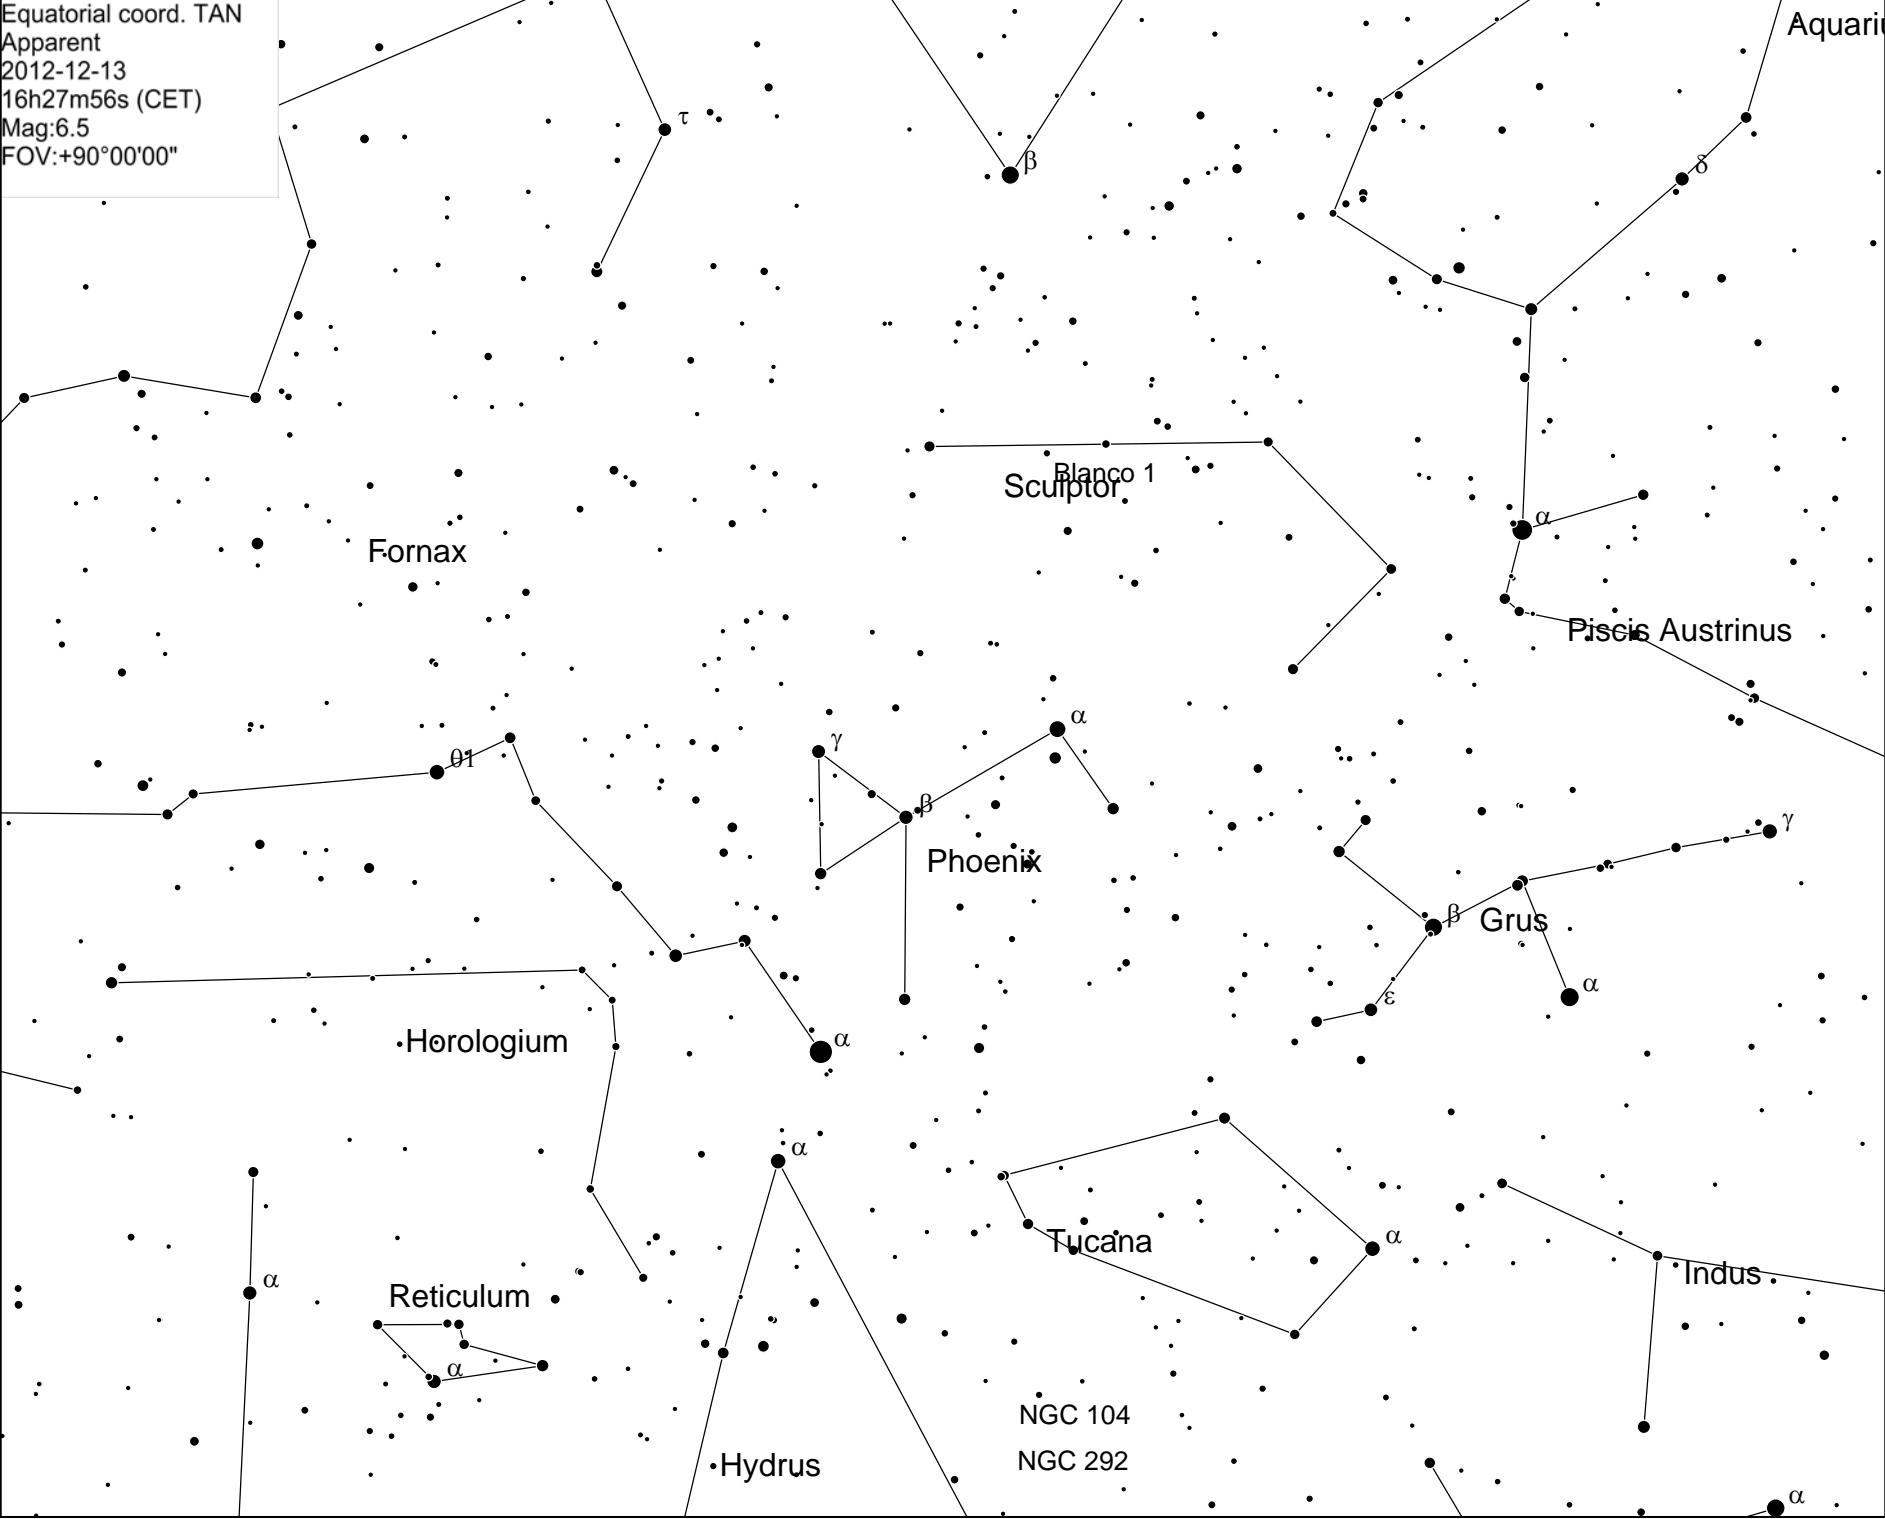 Equatorial coord. TAN
Apparent
2012-12-13
16h27m56s (CET)
Mag:6.5
FOV:+90°00'00"
Aquari
τ
β
δ
Blanco 1
Sculptor
α
Fornax
Piscis Austrinus
α
γ
θ1
β
γ
Phoenix
β
Grus
α
ε
Horologium
α
α
Tucana
α
Indus
α
Reticulum
α
NGC 104
NGC 292
Hydrus
α